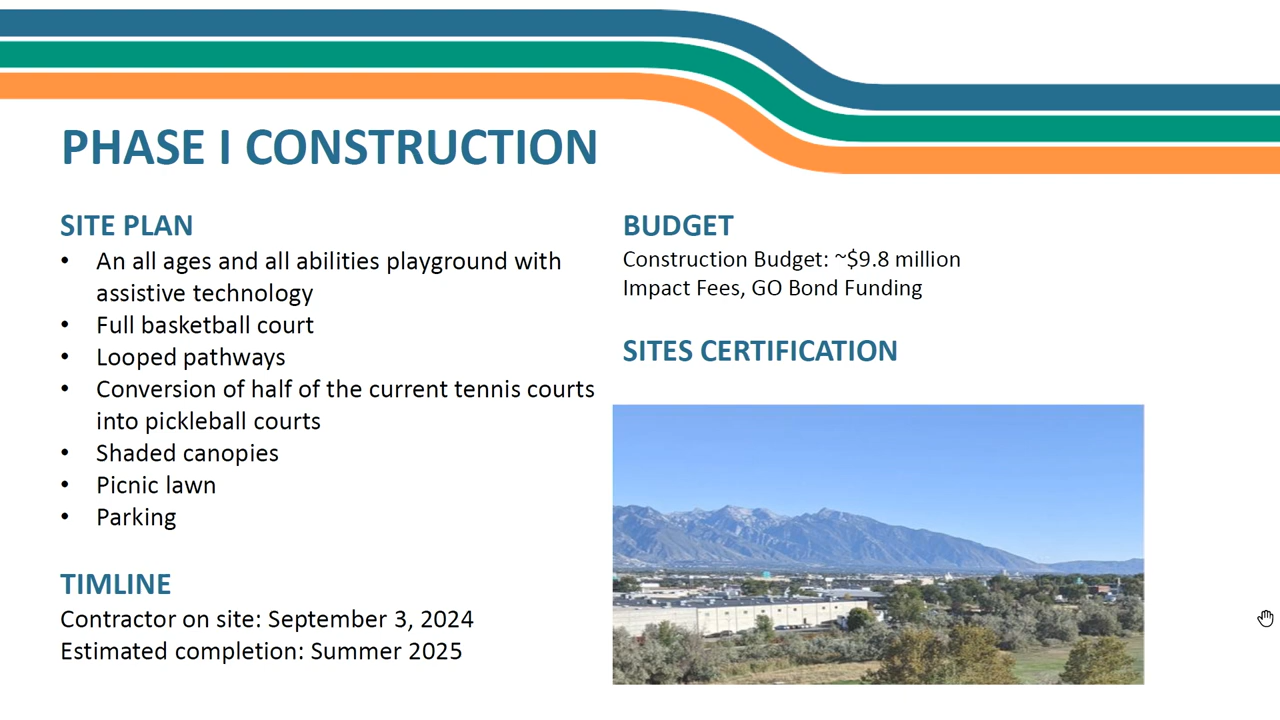 PHASE I CONSTRUCTION
SITE PLAN
• An all ages and all abilities playground with
assistive technology
• Full basketball court
• Looped pathways
• Conversion of half of the current tennis courts
into pickleball courts
• Shaded canopies
• Picnic lawn
• Parking
TIMLINE
Contractor on site: September 3, 2024
Estimated completion: Summer 2025
BUDGET
Construction Budget: ~$9.8 million
Impact Fees, GO Bond Funding
SITES CERTIFICATION